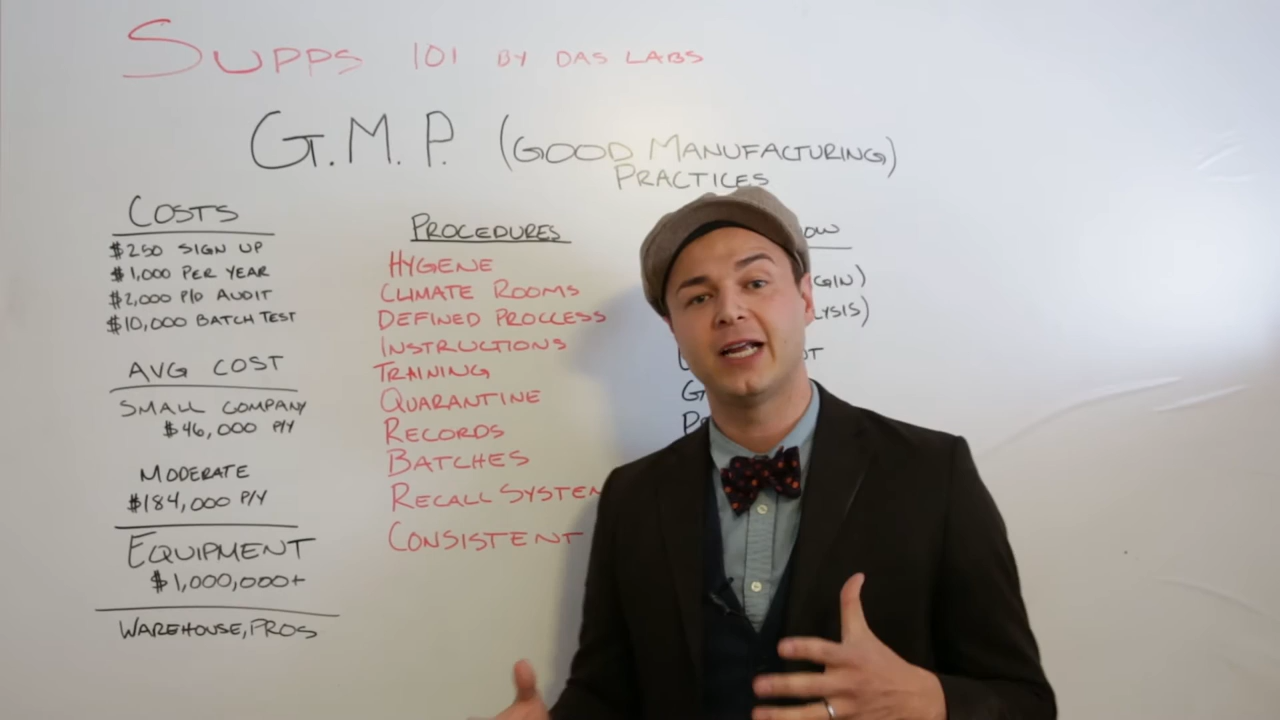 SUPPS 101 BY DAS LABS
G.M.P. (GOOD MANUFACTURING)
PRACTICES
COSTS
$250 SIGN UP
$1,000 PER YEAR
$2,000 P/D AUDIT
$10,000 BATCH TEST
AVG COST
SMALL COMPANY
$46,000 P/Y
MODERATE
$184,000 P/Y
EQUIPMENT
$1,000,000+
WAREHOUSE, PROS
PROCEDURES
HYGENE
CLIMATE ROOMS
DEFINED PROCCESS
INSTRUCTIONS
TRAINING
QUARANTINE
RECORDS
BATCHES
RECALL SYSTEM
CONSISTENT